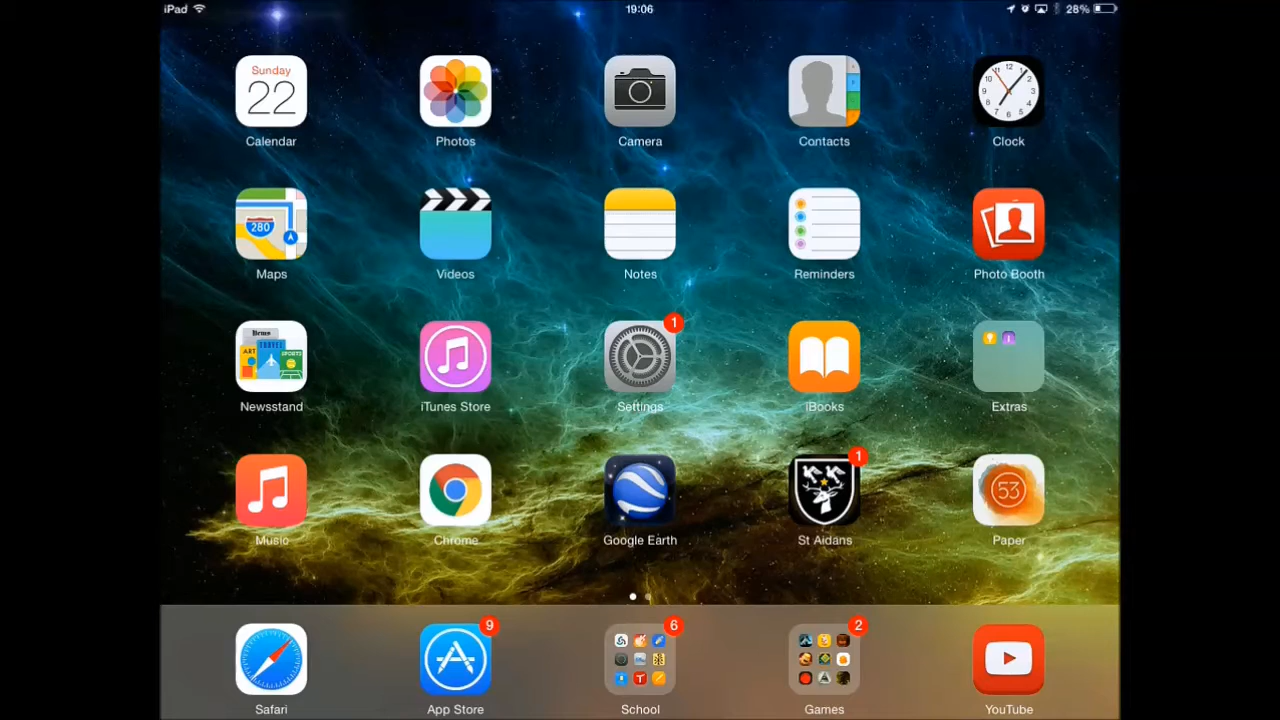 iPad 19:06 28%
Sunday
22
Calendar Photos Camera Contacts Clock
280
Maps Videos Notes Reminders Photo Booth
1
Newsstand iTunes Store Settings iBooks Extras
1
53
Music Chrome Google Earth St Aidans Paper
9 6 2
Safari App Store School Games YouTube